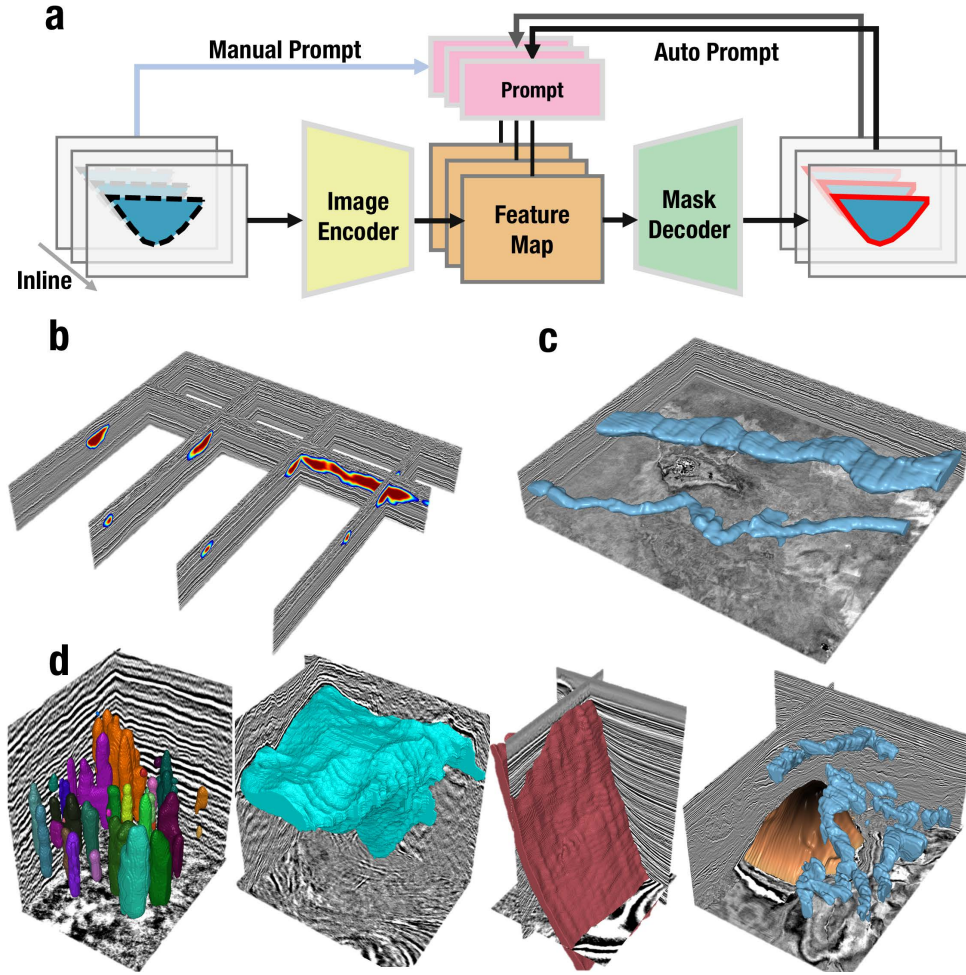 a
Manual Prompt
Auto Prompt
Prompt
Image
Encoder
Feature
Map
Mask
Decoder
Inline
b
c
d